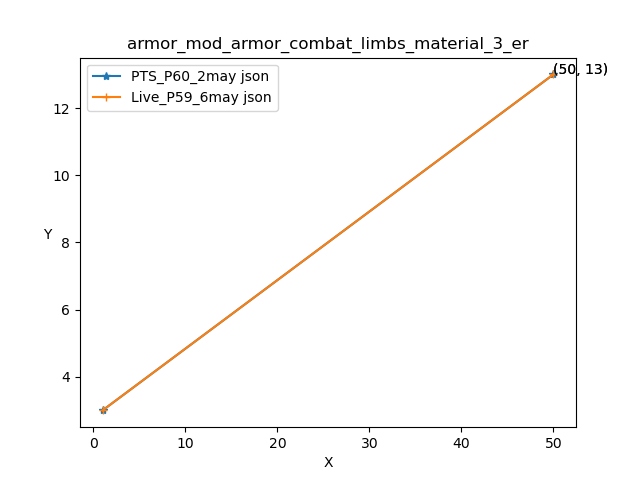 armor_mod_armor_combat_limbs_material_3_er
PTS_P60_2may json
Live_P59_6may json
(50, 13)
12
10
8
6
4
Y
0 10 20 30 40 50
X